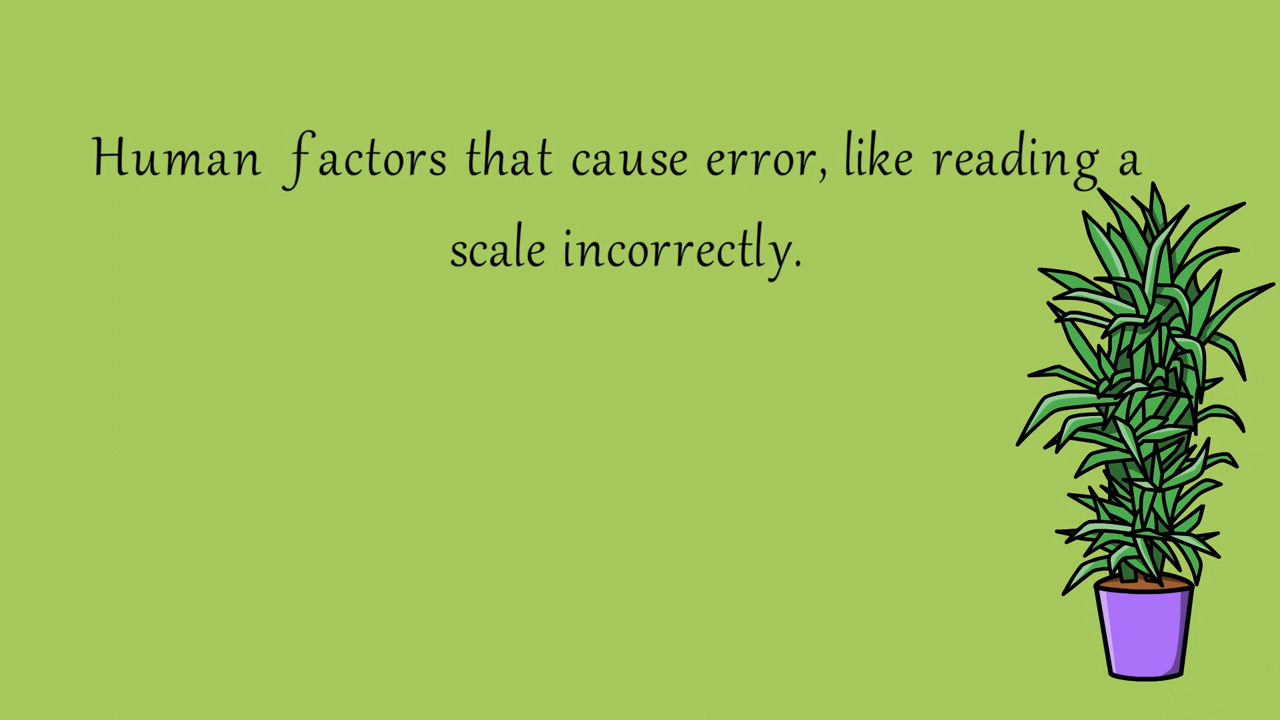 Human factors that cause error, like reading a
scale incorrectly.